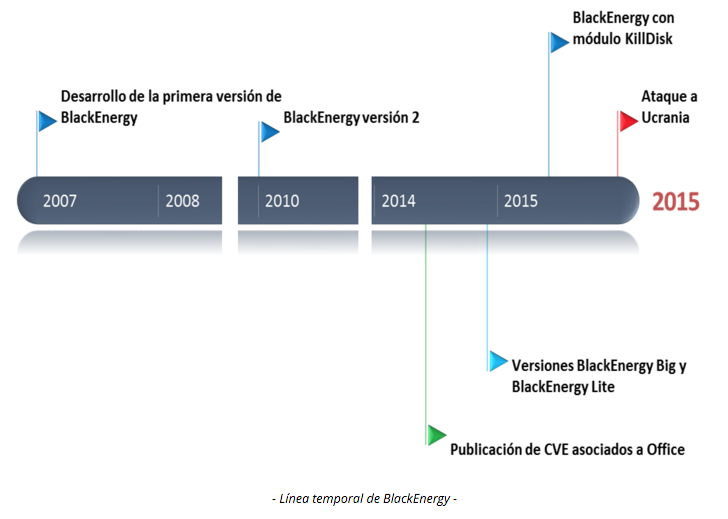 BlackEnergy con
módulo KillDisk
Desarrollo de la primera versión de
BlackEnergy
BlackEnergy versión 2
Ataque a
Ucrania
2007
2008
2010
2014
2015
2015
Versiones BlackEnergy Big y
BlackEnergy Lite
Publicación de CVE asociados a Office
- Línea temporal de BlackEnergy -